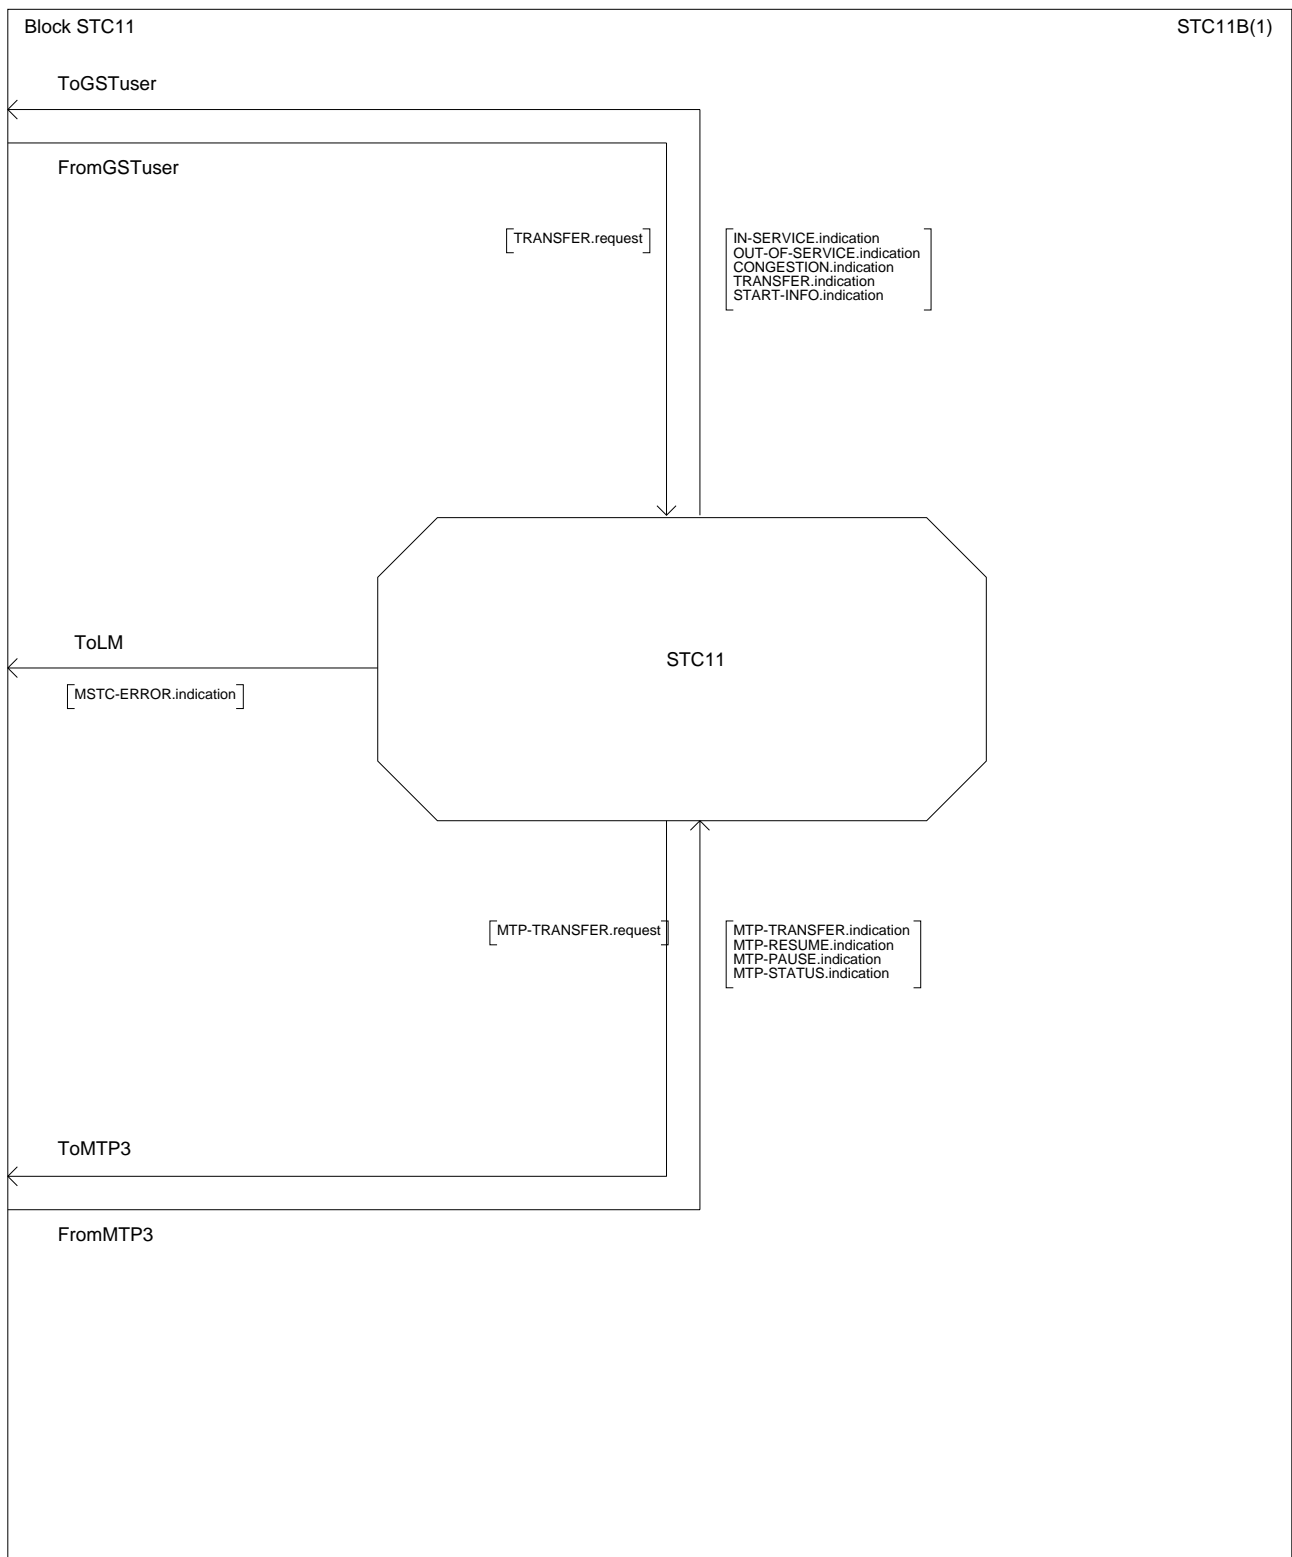 Block STC11
STC11B(1)
ToGSTuser
FromGSTuser
TRANSFER.request
IN-SERVICE.indication
OUT-OF-SERVICE.indication
CONGESTION.indication
TRANSFER.indication
START-INFO.indication
ToLM
STC11
MSTC-ERROR.indication
MTP-TRANSFER.request
MTP-TRANSFER.indication
MTP-RESUME.indication
MTP-PAUSE.indication
MTP-STATUS.indication
ToMTP3
FromMTP3